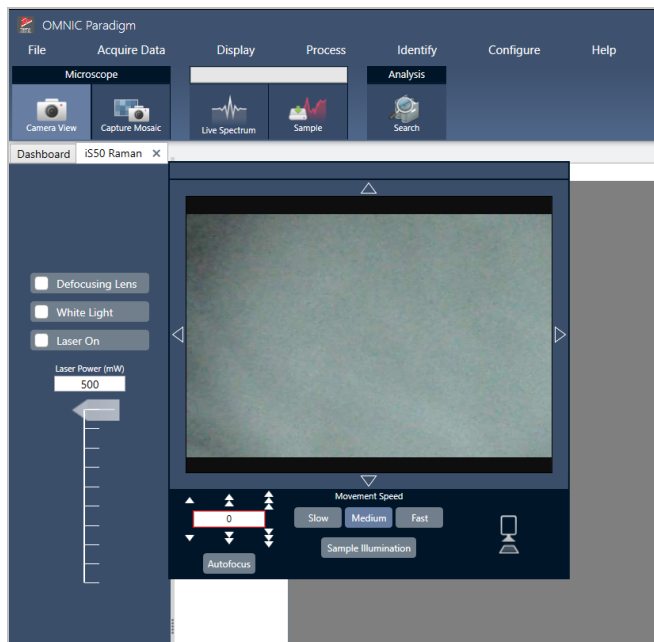 OMNIC Paradigm
File Acquire Data Display Process Identify Configure Help
Microscope Analysis
Camera View Capture Mosaic Live Spectrum Sample Search
Dashboard iS50 Raman X
Defocusing Lens
White Light
Laser On
Laser Power (mW)
500
Movement Speed
0 Slow Medium Fast
Sample Illumination
Autofocus